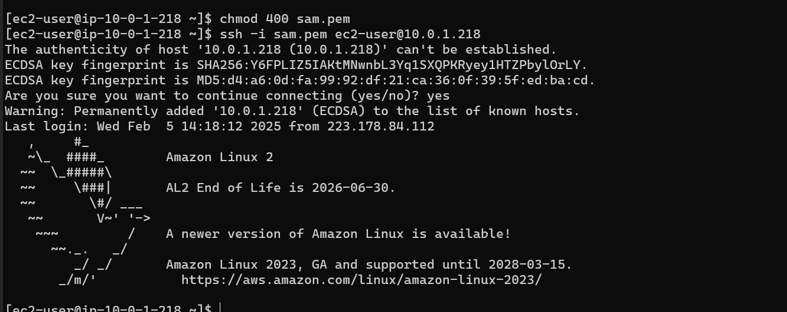 [ec2-user@ip-10-0-1-218 ~]$ chmod 400 sam.pem
[ec2-user@ip-10-0-1-218 ~]$ ssh -i sam.pem ec2-user@10.0.1.218
The authenticity of host '10.0.1.218 (10.0.1.218)' can't be established.
ECDSA key fingerprint is SHA256:Y6FPLIZ5IAKtMNwnbL3Yq1SXQPKRyey1HTZPbylOrLY.
ECDSA key fingerprint is MD5:d4:a6:0d:fa:99:92:df:21:ca:36:0f:39:5f:ed:ba:cd.
Are you sure you want to continue connecting (yes/no)? yes
Warning: Permanently added '10.0.1.218' (ECDSA) to the list of known hosts.
Last login: Wed Feb  5 14:18:12 2025 from 223.178.84.112
   ,     #_
   ~\_  ####_        Amazon Linux 2
  ~~  \_#####\
  ~~     \###|       AL2 End of Life is 2026-06-30.
  ~~       \#/ ___
   ~~       V~' '->
    ~~~         /    A newer version of Amazon Linux is available!
      ~~._.   _/
         _/ _/       Amazon Linux 2023, GA and supported until 2028-03-15.
       _/m/'           https://aws.amazon.com/linux/amazon-linux-2023/
[ec2-user@ip-10-0-1-218 ~]$